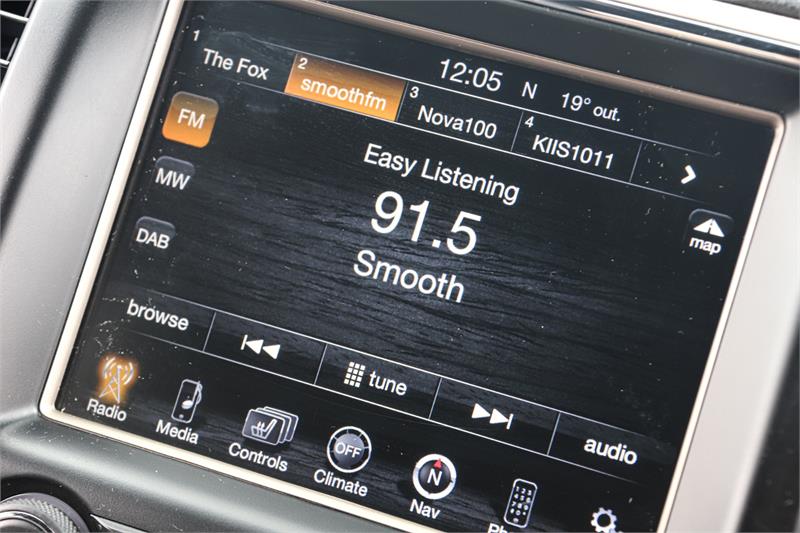 12:05 N 19° out.
1 The Fox
2 smoothfm
3 Nova100
4 KIIS1011
FM
MW
DAB
Easy Listening
91.5
Smooth
map
browse
tune
audio
Radio
Media
Controls
OFF
Climate
N
Nav